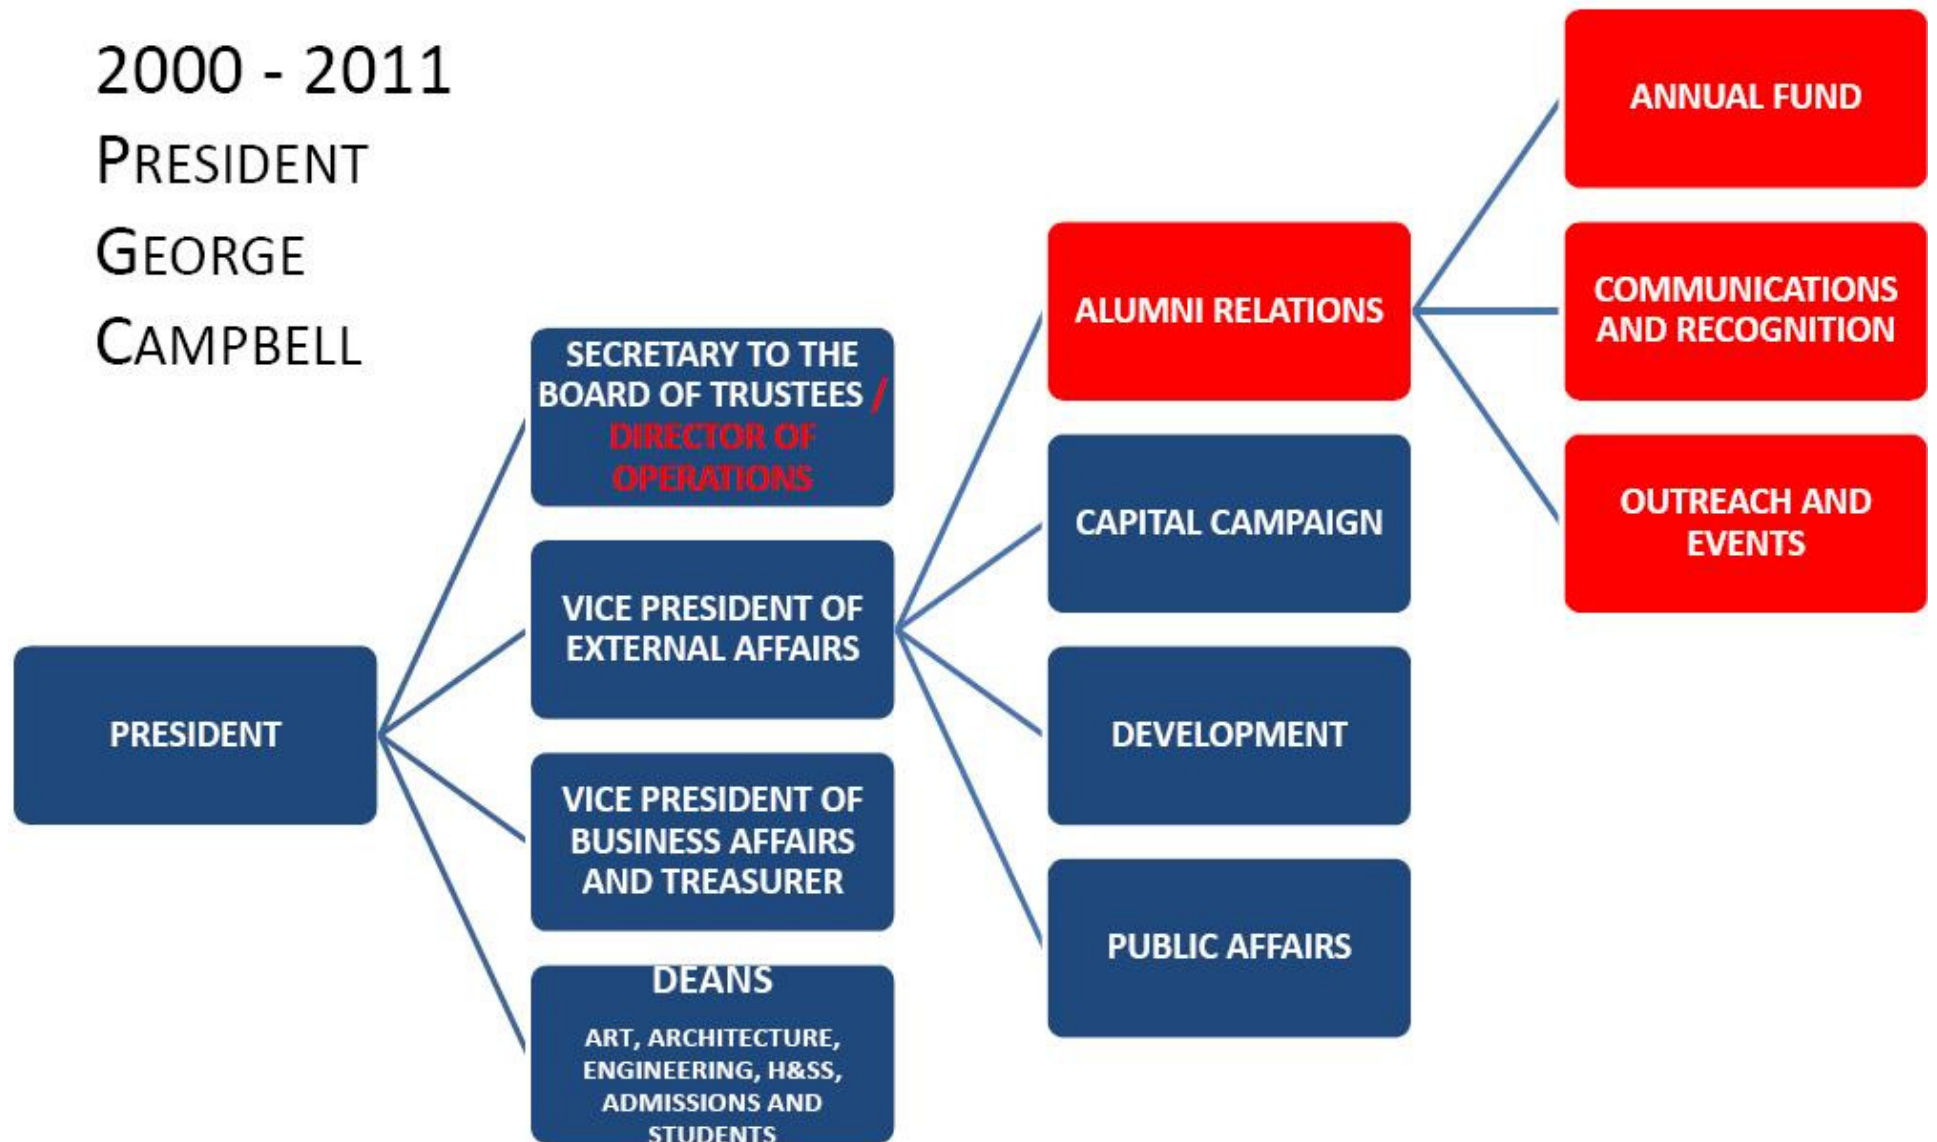 2000 - 2011
PRESIDENT
GEORGE
CAMPBELL
PRESIDENT
SECRETARY TO THE
BOARD OF TRUSTEES /
DIRECTOR OF
OPERATIONS
VICE PRESIDENT OF
EXTERNAL AFFAIRS
VICE PRESIDENT OF
BUSINESS AFFAIRS
AND TREASURER
DEANS
ART, ARCHITECTURE,
ENGINEERING, H&SS,
ADMISSIONS AND
STUDENTS
ALUMNI RELATIONS
CAPITAL CAMPAIGN
DEVELOPMENT
PUBLIC AFFAIRS
ANNUAL FUND
COMMUNICATIONS
AND RECOGNITION
OUTREACH AND
EVENTS